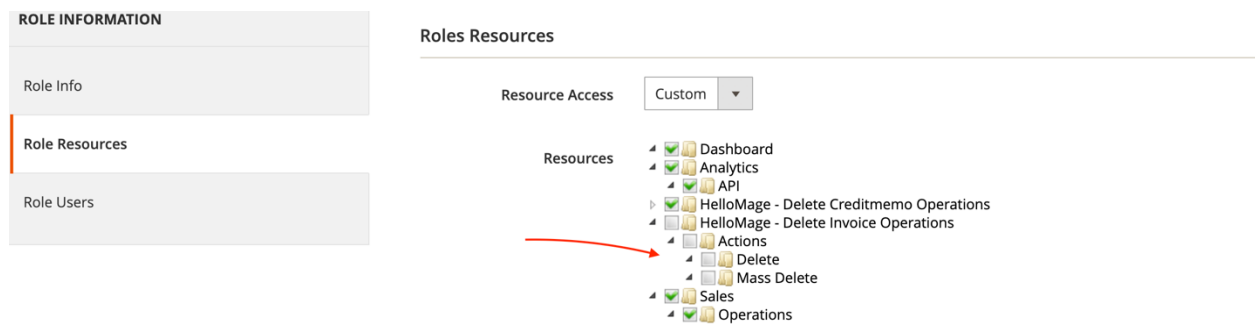 ROLE INFORMATION
Role Info
Role Resources
Role Users
Roles Resources
Resource Access Custom
Resources
Dashboard
Analytics
API
HelloMage - Delete Creditmemo Operations
HelloMage - Delete Invoice Operations
Actions
Delete
Mass Delete
Sales
Operations